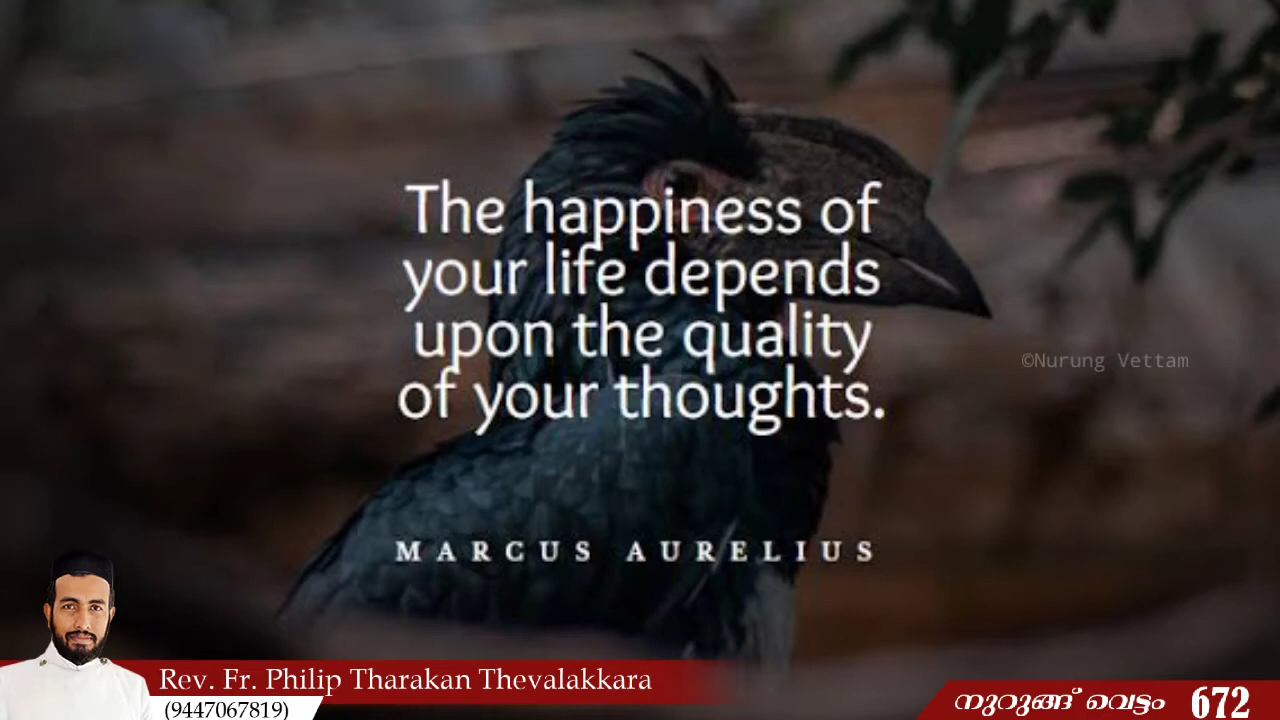 The happiness of
your life depends
upon the quality
of your thoughts.
©Nurung Vettam
MARCUS AURELIUS
Rev. Fr. Philip Tharakan Thevalakkara
(9447067819)
നുറുങ്ങ് വെട്ടം 672